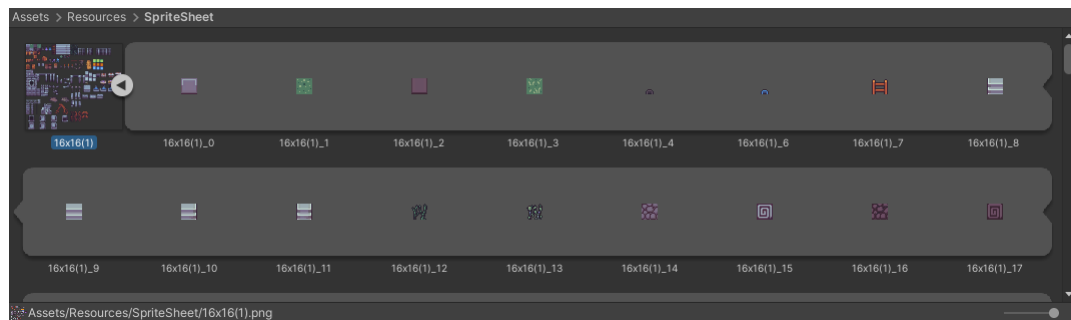 Assets > Resources > SpriteSheet
16x16(1)
16x16(1)_0
16x16(1)_1
16x16(1)_2
16x16(1)_3
16x16(1)_4
16x16(1)_6
16x16(1)_7
16x16(1)_8
16x16(1)_9
16x16(1)_10
16x16(1)_11
16x16(1)_12
16x16(1)_13
16x16(1)_14
16x16(1)_15
16x16(1)_16
16x16(1)_17
Assets/Resources/SpriteSheet/16x16(1).png